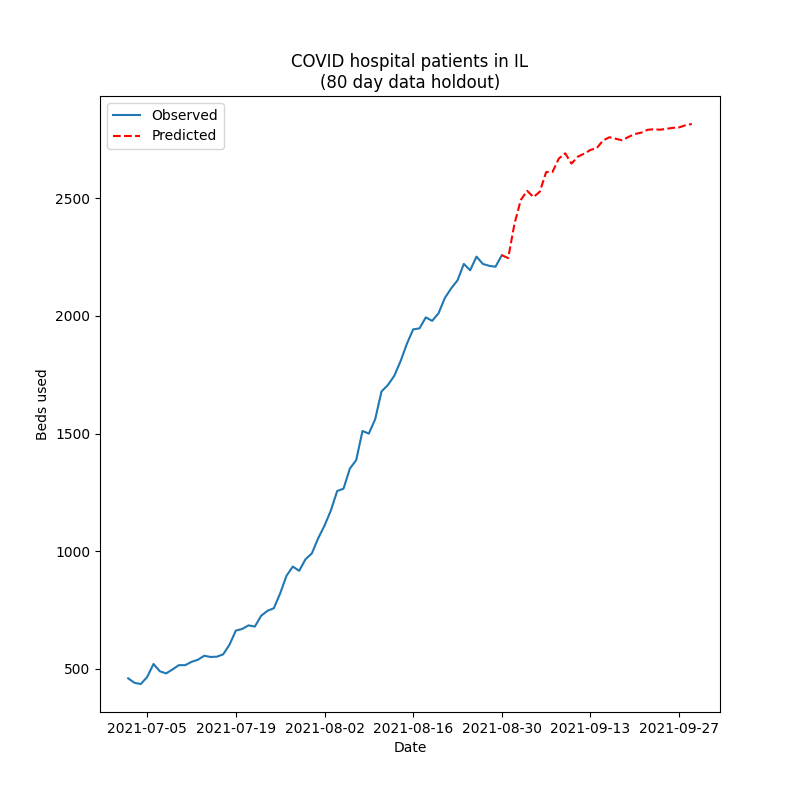 COVID hospital patients in IL
(80 day data holdout)
Observed
Predicted
2500
2000
1500
1000
500
Beds used
2021-07-05 2021-07-19 2021-08-02 2021-08-16 2021-08-30 2021-09-13 2021-09-27
Date